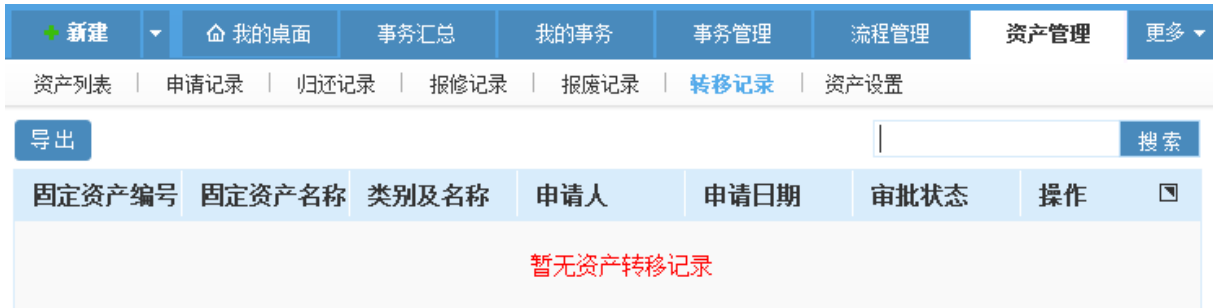 新建 我的桌面 事务汇总 我的事务 事务管理 流程管理 资产管理 更多
资产列表 申请记录 归还记录 报修记录 报废记录 转移记录 资产设置
导出 搜索
固定资产编号 固定资产名称 类别及名称 申请人 申请日期 审批状态 操作
暂无资产转移记录